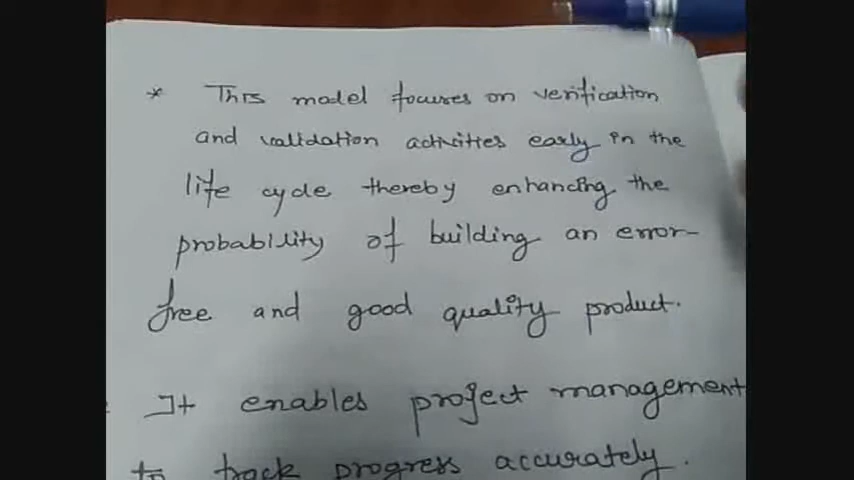 * This model focuses on verification
and validation activities early in the
life cycle thereby enhancing the
probability of building an error-
free and good quality product.
It enables project management
to track progress accurately.